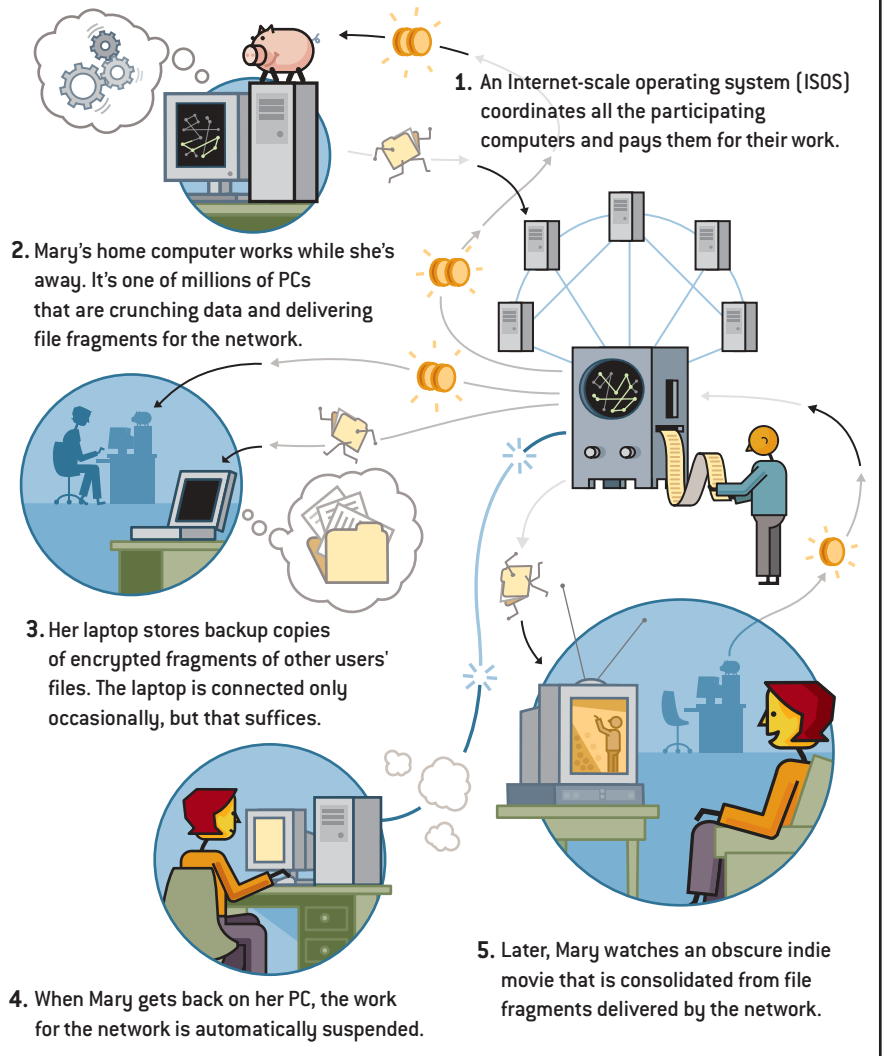 1. An Internet-scale operating system (ISOS)
coordinates all the participating
computers and pays them for their work.
2. Mary’s home computer works while she’s
away. It’s one of millions of PCs
that are crunching data and delivering
file fragments for the network.
3. Her laptop stores backup copies
of encrypted fragments of other users'
files. The laptop is connected only
occasionally, but that suffices.
4. When Mary gets back on her PC, the work
for the network is automatically suspended.
5. Later, Mary watches an obscure indie
movie that is consolidated from file
fragments delivered by the network.